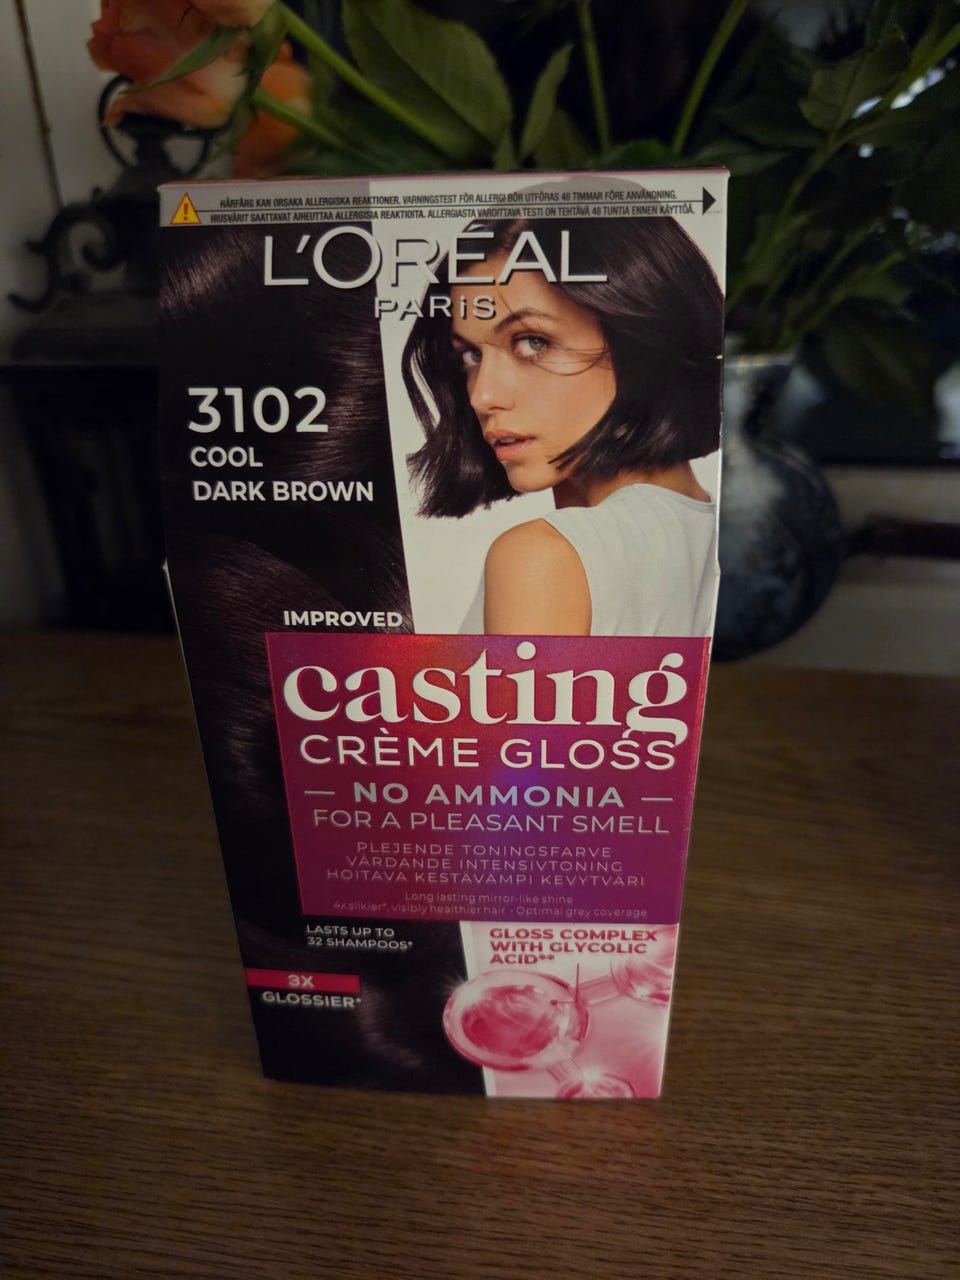 HÅRFÄRG KAN ORSAKA ALLERGISKA REAKTIONER. VARNINGSTEST FÖR ALLERGI BÖR UTFÖRAS 48 TIMMAR FÖRE ANVÄNDNING.
HIUSVÄRIT SAATTAVAT AIHEUTTAA ALLERGISIA REAKTIOITA. ALLERGIASTA VAROITTAVA TESTI ON TEHTÄVÄ 48 TUNTIA ENNEN KÄYTTÖÄ.
L'ORÉAL
PARiS
3102
COOL
DARK BROWN
IMPROVED
casting
CRÈME GLOSS
— NO AMMONIA —
FOR A PLEASANT SMELL
PLEJENDE TONINGSFARVE
VÅRDANDE INTENSIVTONING
HOITAVA KESTÄVÄMPI KEVYTVÄRI
Long lasting mirror-like shine
4x silkier*, visibly healthier hair • Optimal grey coverage
LASTS UP TO
32 SHAMPOOS*
3X
GLOSSIER*
GLOSS COMPLEX
WITH GLYCOLIC
ACID**